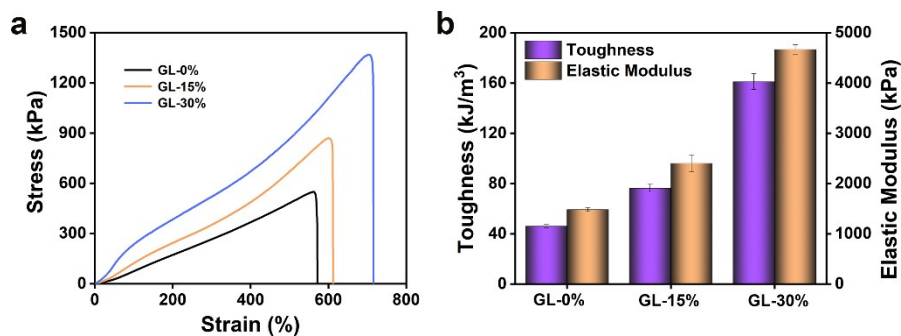 a
1500
1200
900
600
300
0
Stress (kPa)
GL-0%
GL-15%
GL-30%
0 200 400 600 800
Strain (%)
b
200
160
120
80
40
0
Toughness (kJ/m³)
Toughness
Elastic Modulus
GL-0% GL-15% GL-30%
5000
4000
3000
2000
1000
0
Elastic Modulus (kPa)